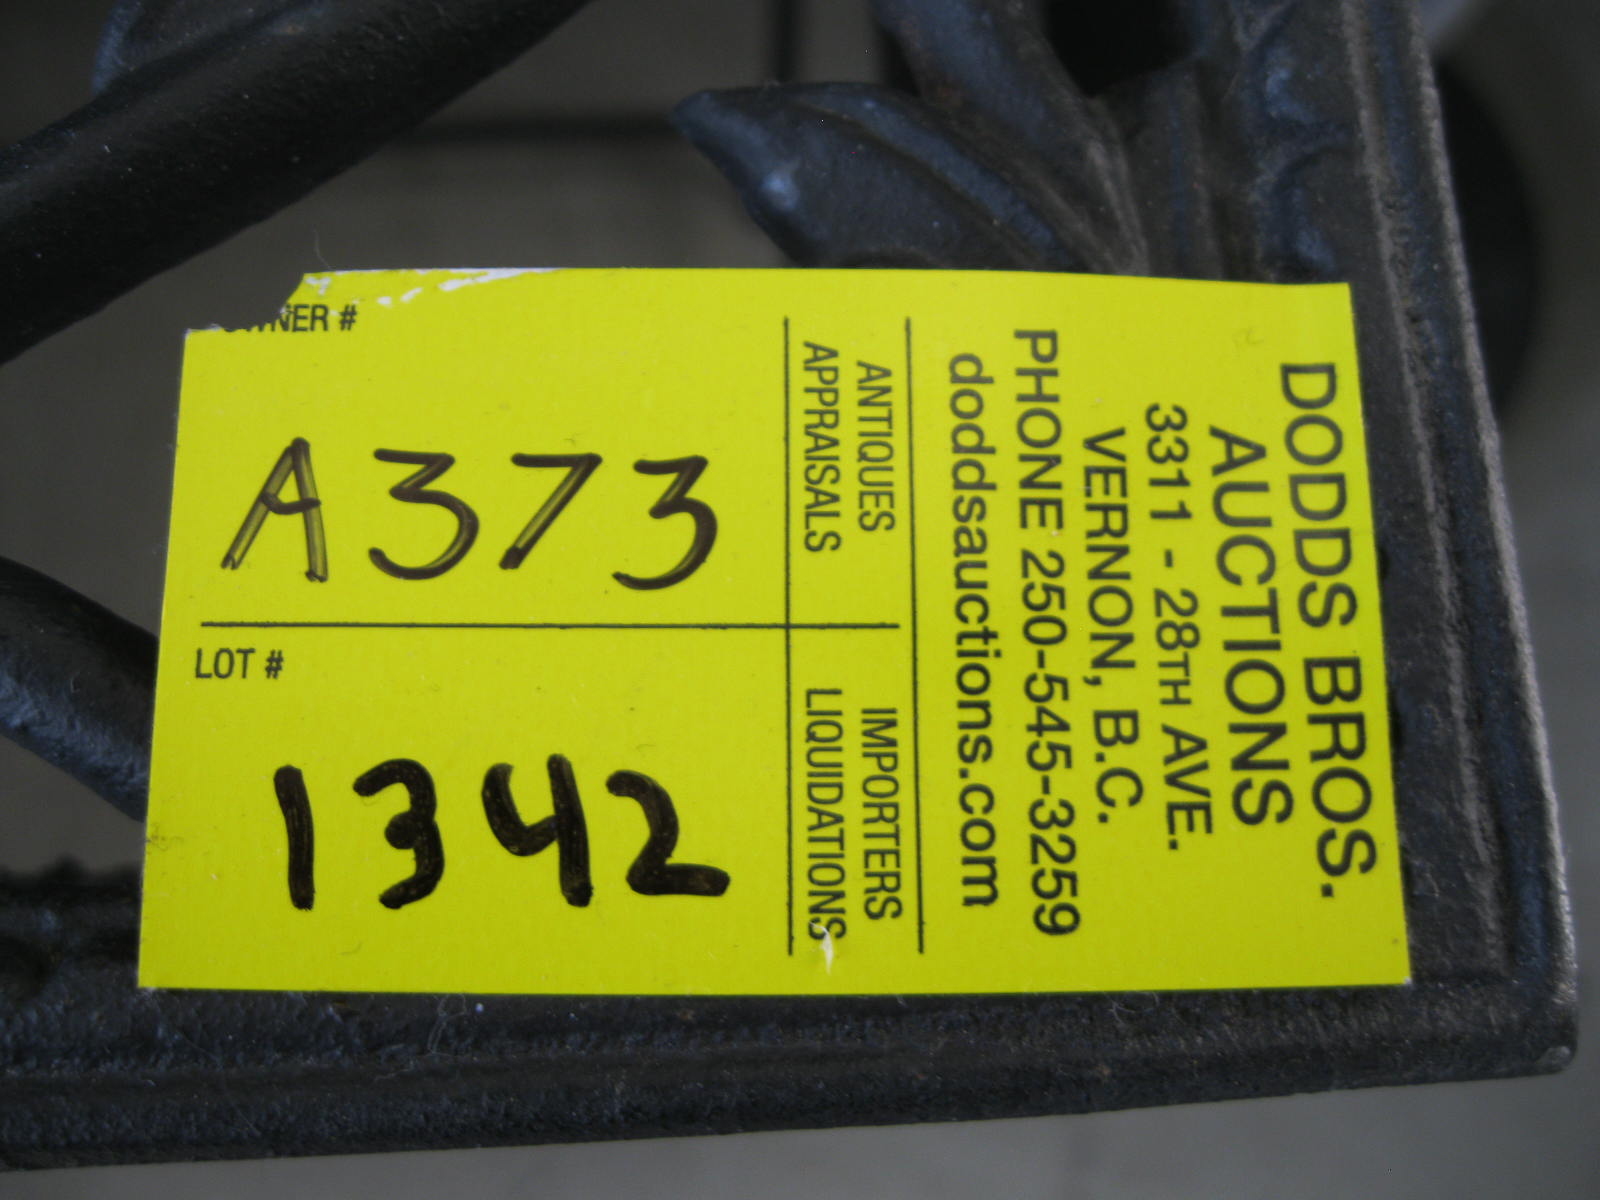 OWNER #
A373
LOT #
1342
ANTIQUES
APPRAISALS
IMPORTERS
LIQUIDATIONS
DODDS BROS.
AUCTIONS
3311 - 28TH AVE.
VERNON, B.C.
PHONE 250-545-3259
doddsauctions.com